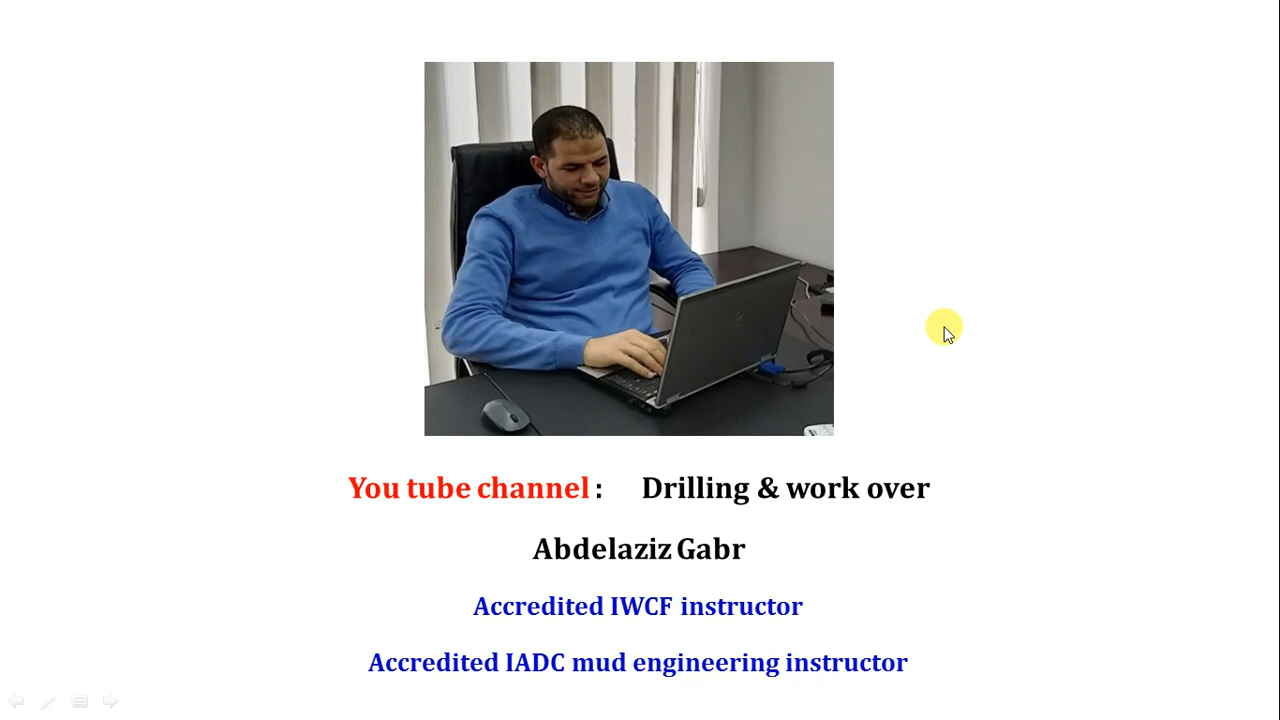 You tube channel : Drilling & work over
Abdelaziz Gabr
Accredited IWCF instructor
Accredited IADC mud engineering instructor